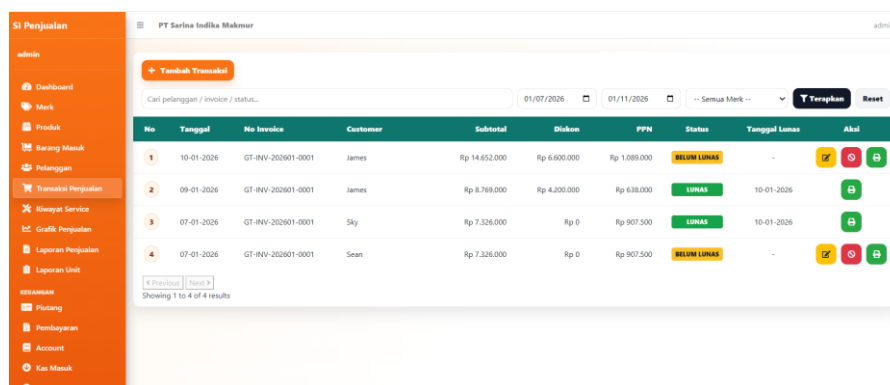 SI Penjualan
PT Sarina Indika Makmur
admin
Dashboard
Merk
Produk
Barang Masuk
Pelanggan
Transaksi Penjualan
Riwayat Service
Grafik Penjualan
Laporan Penjualan
Laporan Unit
KEUANGAN
Piutang
Pembayaran
Account
Kas Masuk
admi
+ Tambah Transaksi
Cari pelanggan / invoice / status... 01/07/2026 01/11/2026 -- Semua Merk -- Terapkan Reset
No Tanggal No Invoice Customer Subtotal Diskon PPN Status Tanggal Lunas Aksi
1 10-01-2026 GT-INV-202601-0001 James Rp 14.652.000 Rp 6.600.000 Rp 1.089.000 BELUM LUNAS -
2 09-01-2026 GT-INV-202601-0001 James Rp 8.769.000 Rp 4.200.000 Rp 638.000 LUNAS 10-01-2026
3 07-01-2026 GT-INV-202601-0001 Sky Rp 7.326.000 Rp 0 Rp 907.500 LUNAS 10-01-2026
4 07-01-2026 GT-INV-202601-0001 Sean Rp 7.326.000 Rp 0 Rp 907.500 BELUM LUNAS -
Previous Next
Showing 1 to 4 of 4 results